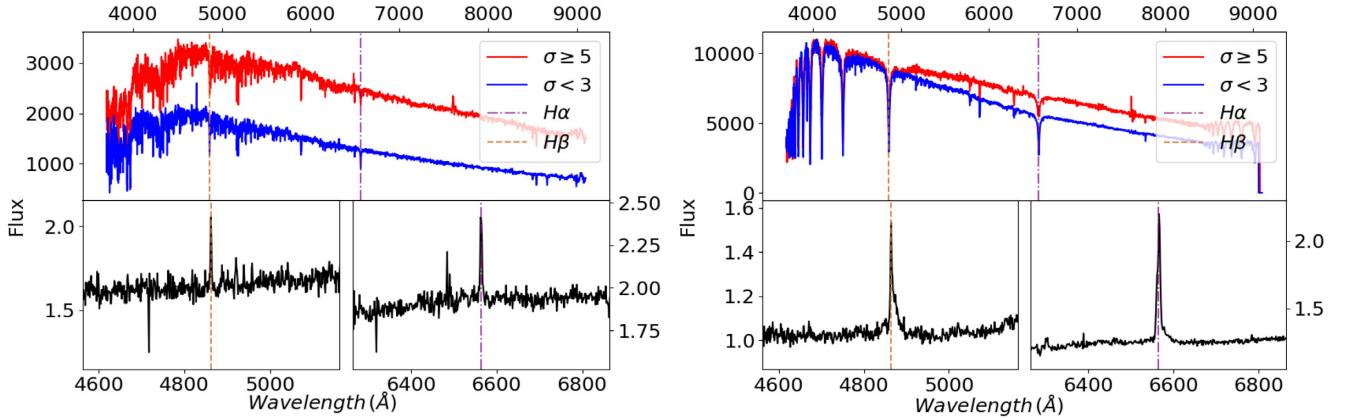 4000 5000 6000 7000 8000 9000
3000
2000
1000
σ ≥ 5
σ < 3
Hα
Hβ
Flux
2.0
1.5
2.50
2.25
2.00
1.75
4600 4800 5000 6400 6600 6800
Wavelength (Å)
4000 5000 6000 7000 8000 9000
10000
5000
0
σ ≥ 5
σ < 3
Hα
Hβ
Flux
1.6
1.4
1.2
1.0
2.0
1.5
4600 4800 5000 6400 6600 6800
Wavelength (Å)